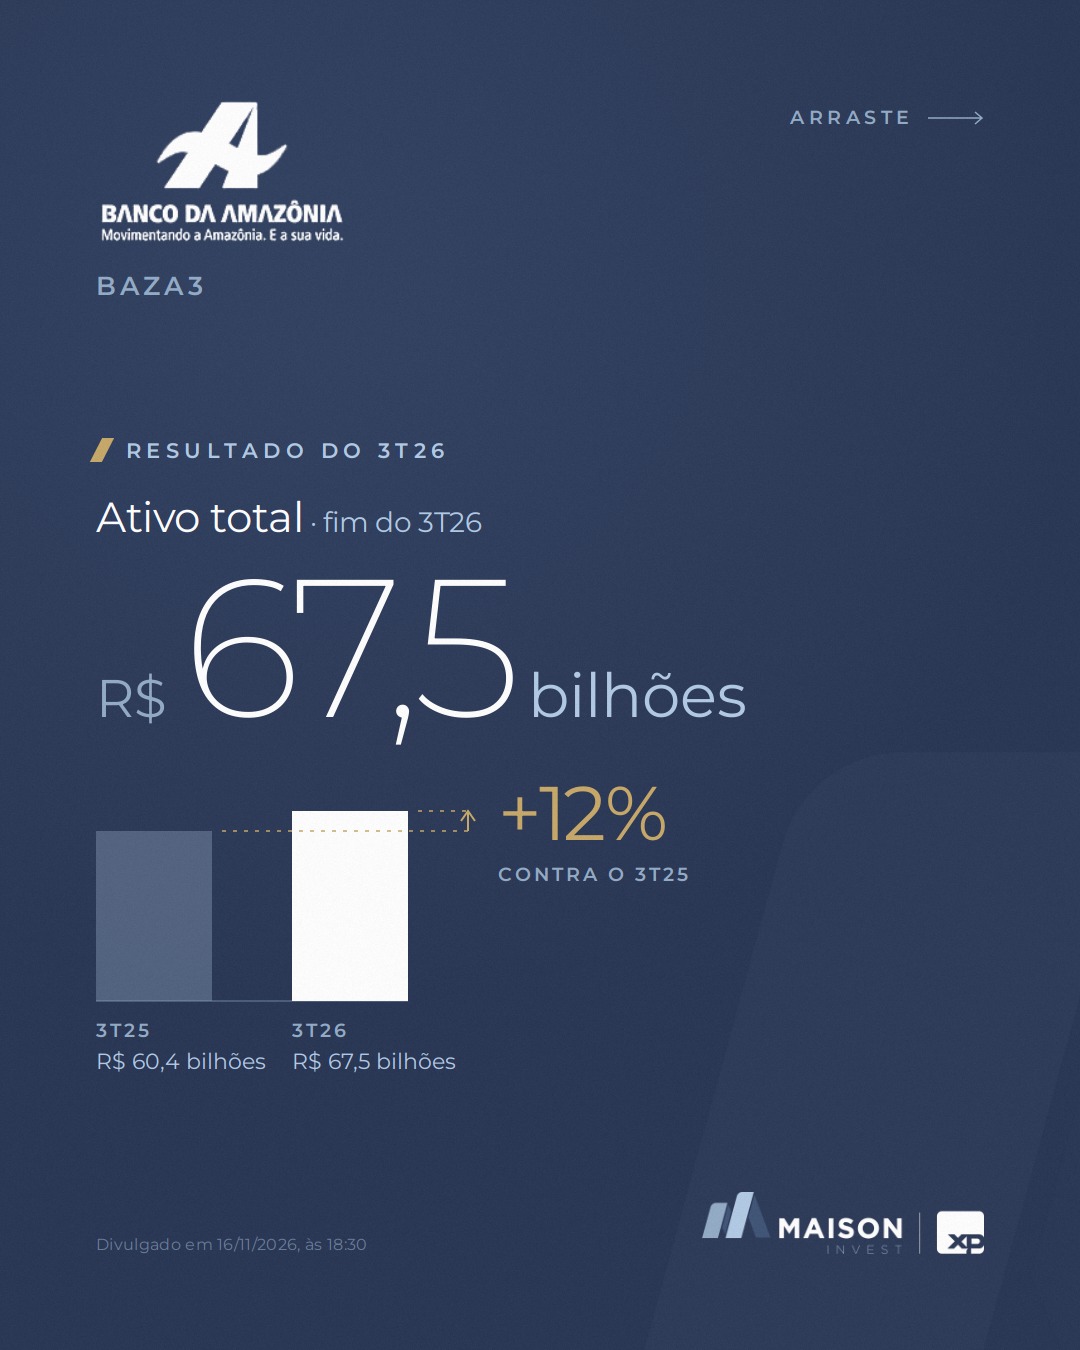 ARRASTE
BANCO DA AMAZÔNIA
Movimentando a Amazônia. E a sua vida.
BAZA3
RESULTADO DO 3T26
Ativo total · fim do 3T26
R$ 67,5 bilhões
+12%
CONTRA O 3T25
3T25 3T26
R$ 60,4 bilhões R$ 67,5 bilhões
Divulgado em 16/11/2026, às 18:30
MAISON
INVEST
xp